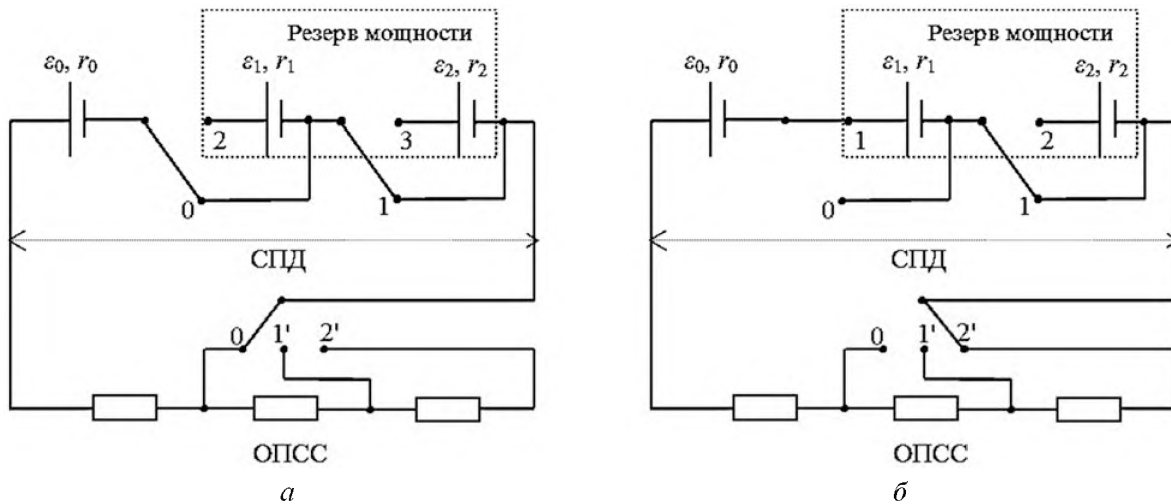 Резерв мощности
ε₀, r₀
ε₁, r₁
ε₂, r₂
2
3
0
1
СПД
0
1'
2'
ОПСС
а
Резерв мощности
ε₀, r₀
ε₁, r₁
ε₂, r₂
1
2
0
1
СПД
0
1'
2'
ОПСС
б